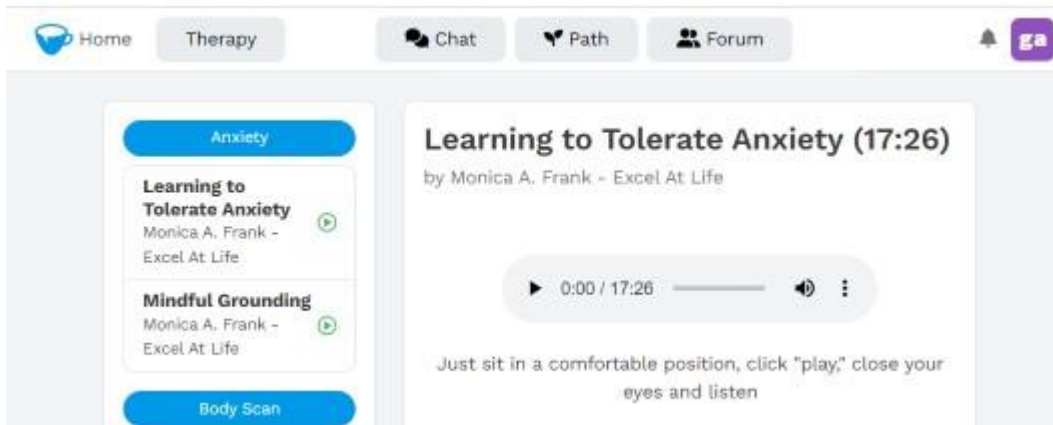 Home
Therapy
Chat
Path
Forum
ga
Anxiety
Learning to
Tolerate Anxiety
Monica A. Frank -
Excel At Life
Mindful Grounding
Monica A. Frank -
Excel At Life
Body Scan
Learning to Tolerate Anxiety (17:26)
by Monica A. Frank - Excel At Life
0:00 / 17:26
Just sit in a comfortable position, click "play," close your
eyes and listen